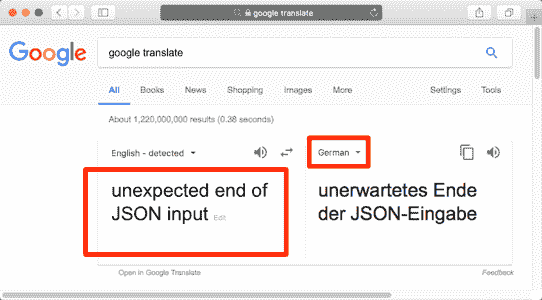 google translate
Google
google translate
All Books News Shopping Images More Settings Tools
About 1,220,000,000 results (0.38 seconds)
English - detected
German
unexpected end of
JSON input Edit
unerwartetes Ende
der JSON-Eingabe
Open in Google Translate
Feedback